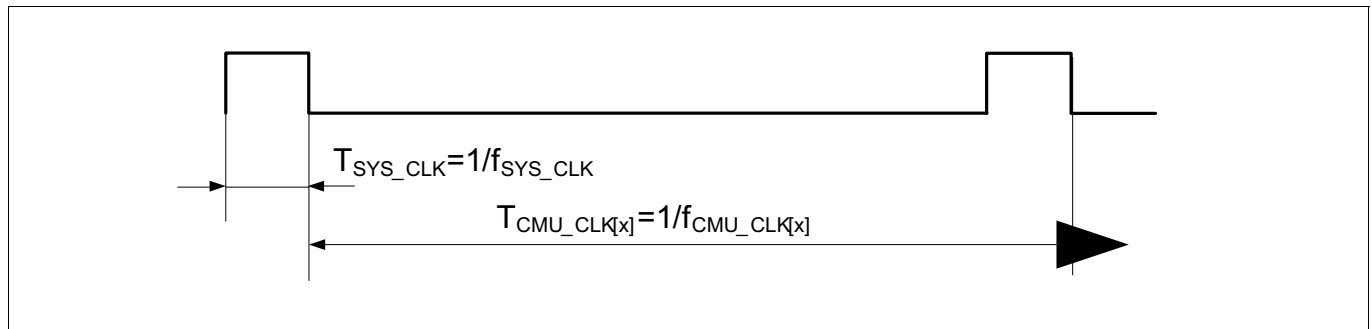 T_SYS_CLK=1/f_SYS_CLK
T_CMU_CLK[x]=1/f_CMU_CLK[x]